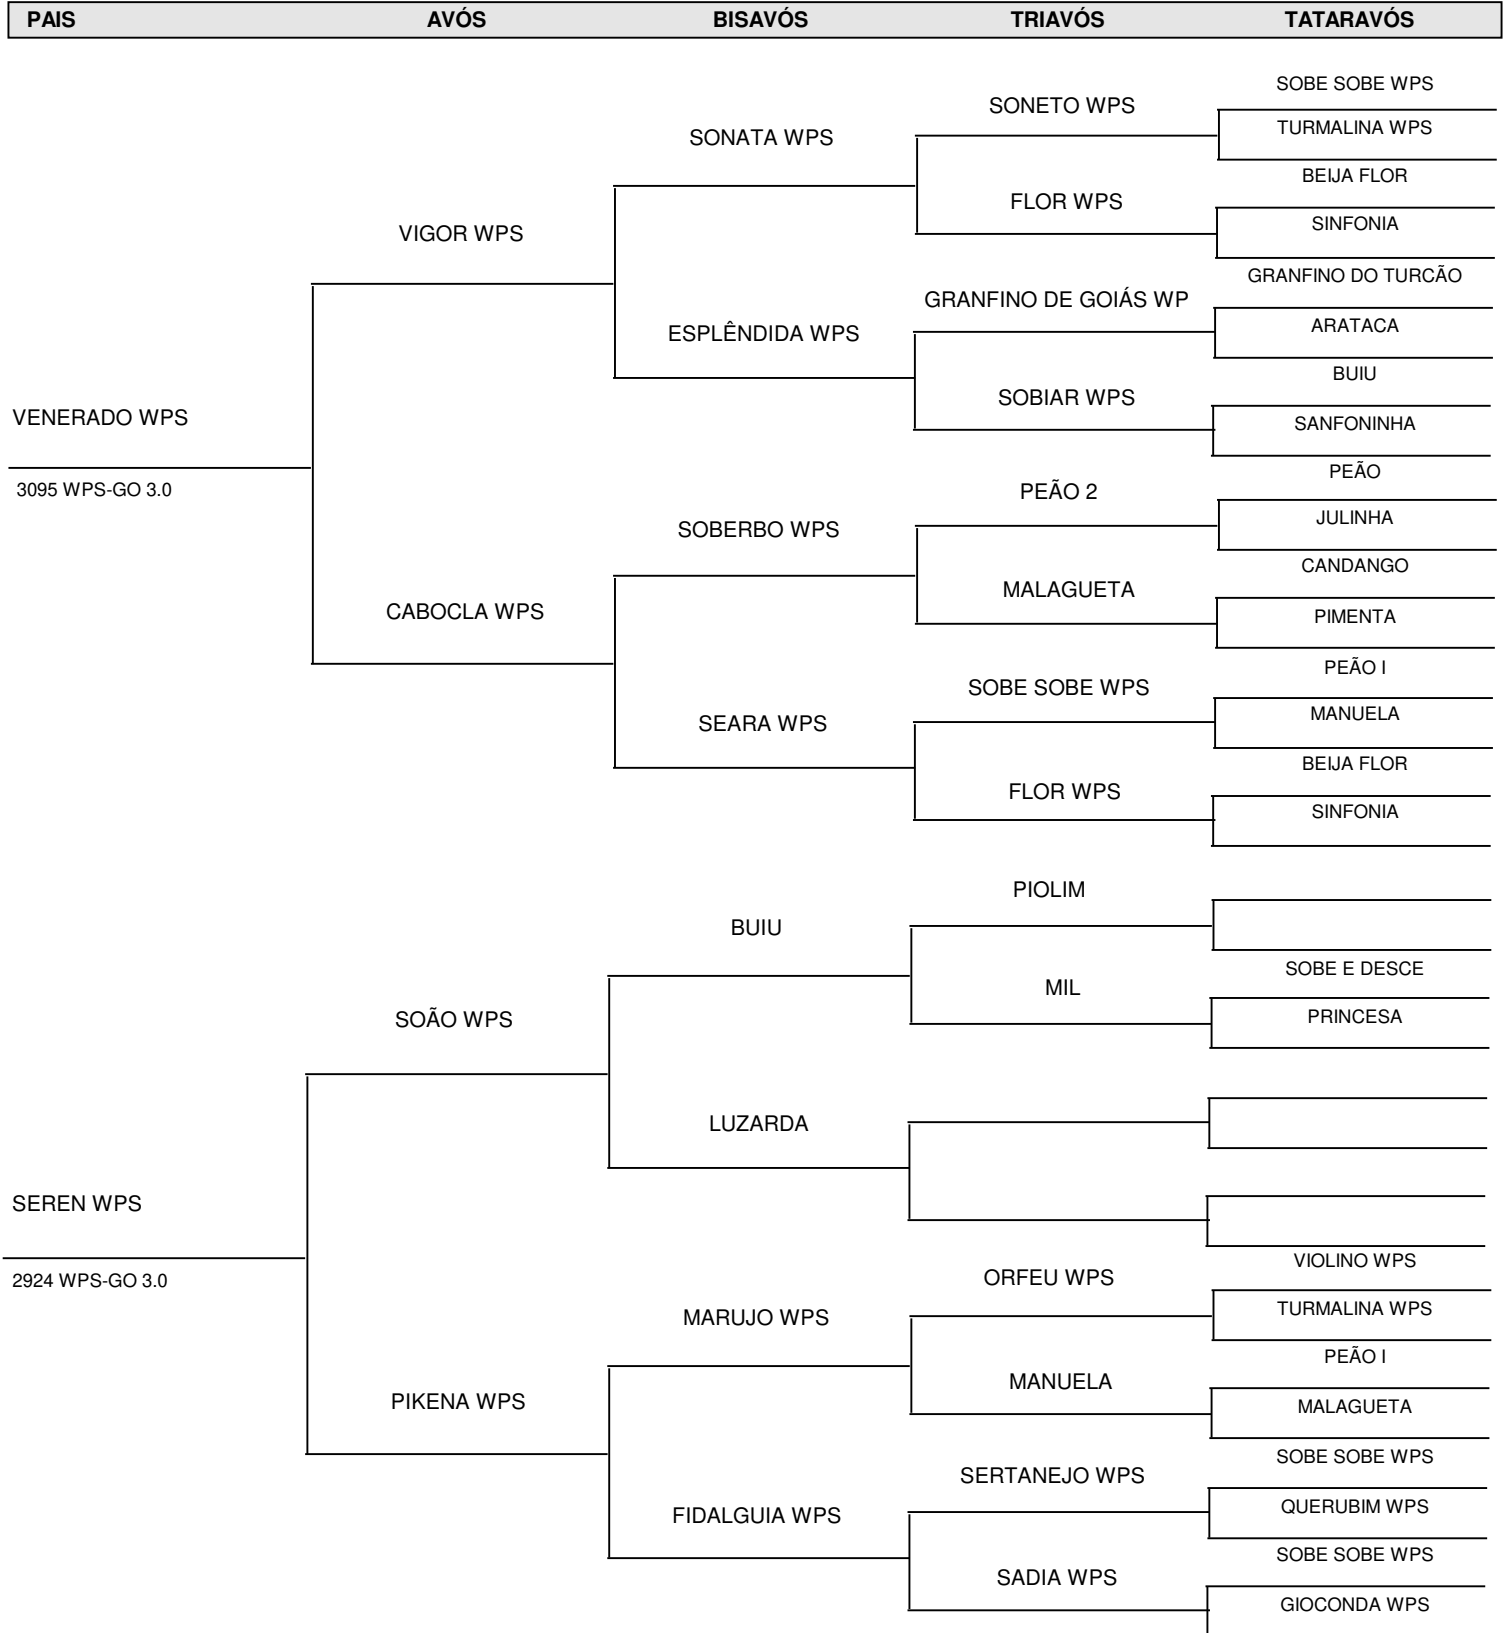 PAIS AVÓS BISAVÓS TRIAVÓS TATARAVÓS
SOBE SOBE WPS
SONETO WPS
TURMALINA WPS
SONATA WPS
BEIJA FLOR
FLOR WPS
SINFONIA
VIGOR WPS
GRANFINO DO TURCÃO
GRANFINO DE GOIÁS WP
ARATACA
ESPLÊNDIDA WPS
BUIU
SOBIAR WPS
SANFONINHA
VENERADO WPS
PEÃO
3095 WPS-GO 3.0
PEÃO 2
JULINHA
SOBERBO WPS
CANDANGO
MALAGUETA
PIMENTA
CABOCLA WPS
PEÃO I
SOBE SOBE WPS
MANUELA
SEARA WPS
BEIJA FLOR
FLOR WPS
SINFONIA
PIOLIM
BUIU
SOBE E DESCE
MIL
PRINCESA
SOÃO WPS
LUZARDA
SEREN WPS
VIOLINO WPS
2924 WPS-GO 3.0
ORFEU WPS
TURMALINA WPS
MARUJO WPS
PEÃO I
MANUELA
MALAGUETA
PIKENA WPS
SOBE SOBE WPS
SERTANEJO WPS
QUERUBIM WPS
FIDALGUIA WPS
SOBE SOBE WPS
SADIA WPS
GIOCONDA WPS